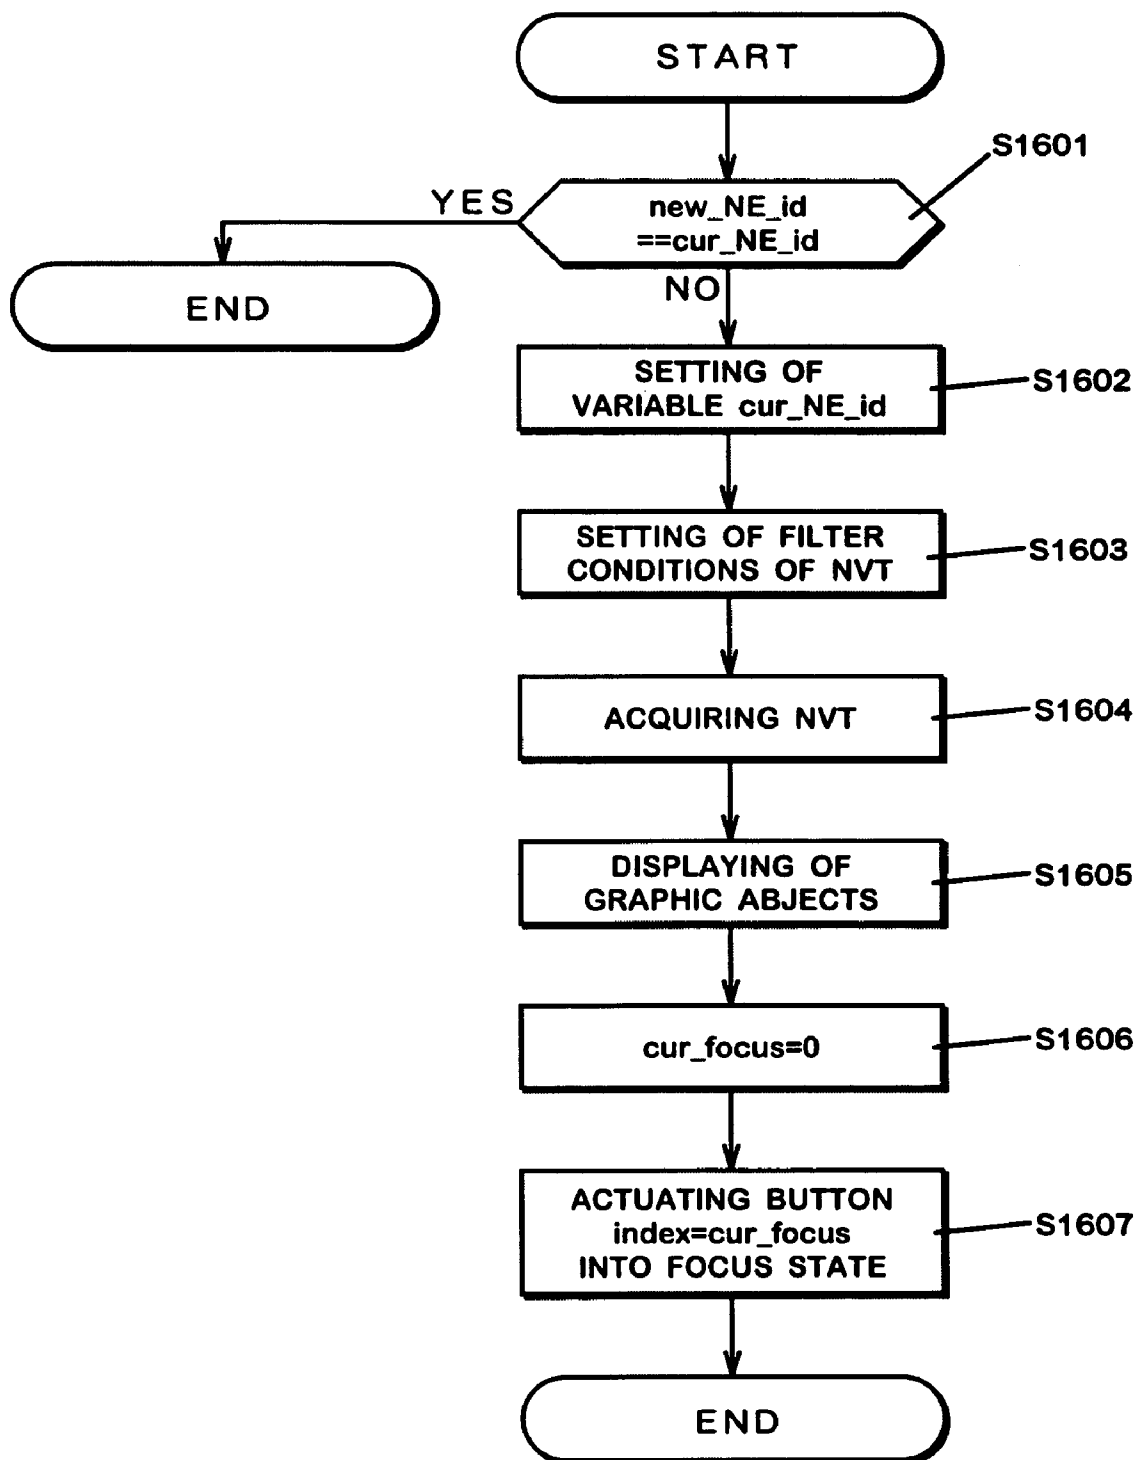 START
S1601
YES
new_NE_id
==cur_NE_id
END
NO
SETTING OF
VARIABLE cur_NE_id
S1602
SETTING OF FILTER
CONDITIONS OF NVT
S1603
ACQUIRING NVT
S1604
DISPLAYING OF
GRAPHIC ABJECTS
S1605
cur_focus=0
S1606
ACTUATING BUTTON
index=cur_focus
INTO FOCUS STATE
S1607
END